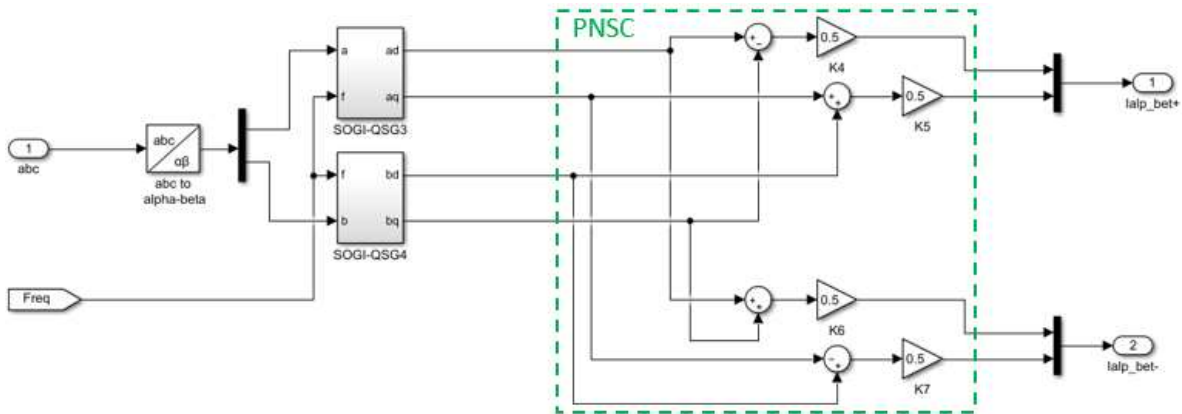 PNSC
a
f
ad
aq
SOGI-QSG3
+
-
0.5
K4
+
+
0.5
K5
1
Ialp_bet+
1
abc
abc
αβ
abc to
alpha-beta
f
b
bd
bq
SOGI-QSG4
Freq
+
+
0.5
K6
-
+
0.5
K7
2
Ialp_bet-